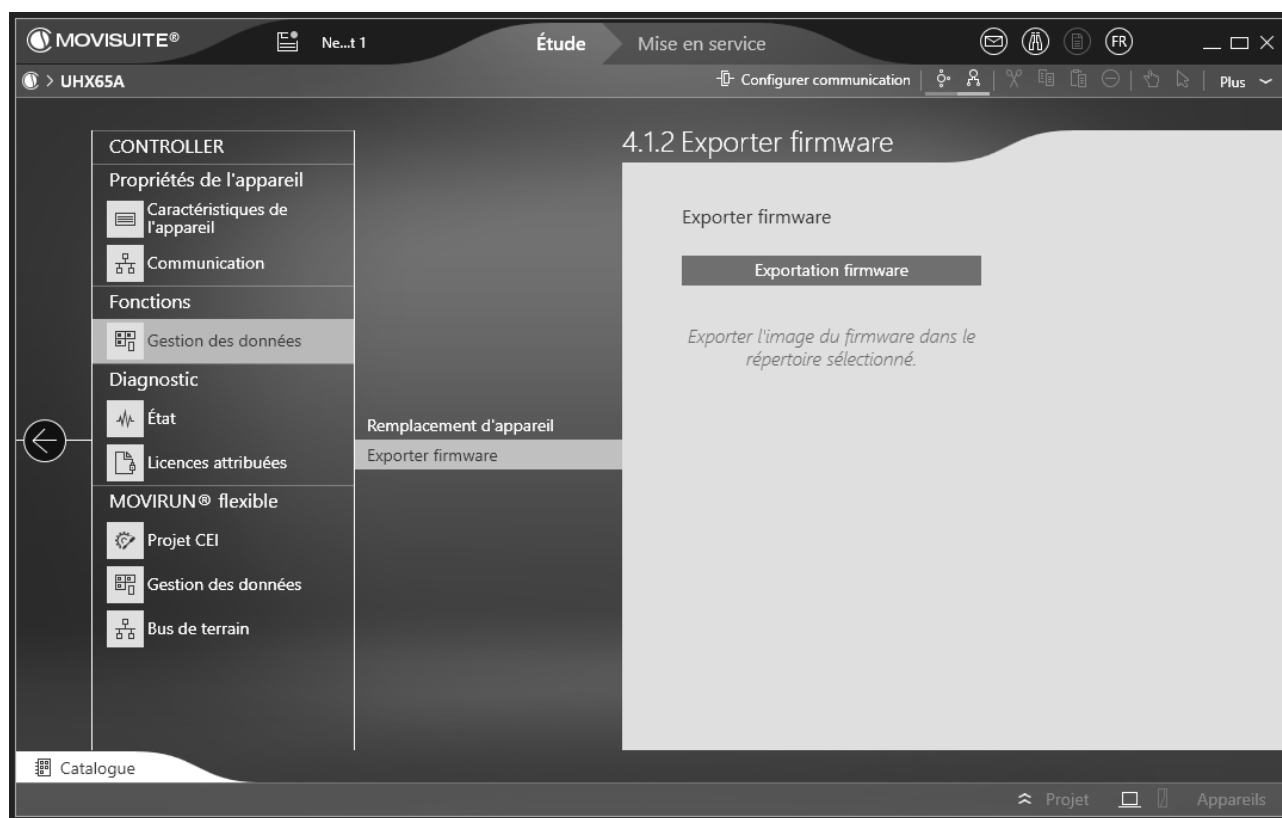 MOVISUITE®
Ne...t 1
Étude
Mise en service
FR
> UHX65A
Configurer communication
Plus
CONTROLLER
Propriétés de l'appareil
Caractéristiques de
l'appareil
Communication
Fonctions
Gestion des données
Diagnostic
État
Licences attribuées
MOVIRUN® flexible
Projet CEI
Gestion des données
Bus de terrain
Remplacement d'appareil
Exporter firmware
4.1.2 Exporter firmware
Exporter firmware
Exportation firmware
Exporter l'image du firmware dans le
répertoire sélectionné.
Catalogue
Projet
Appareils